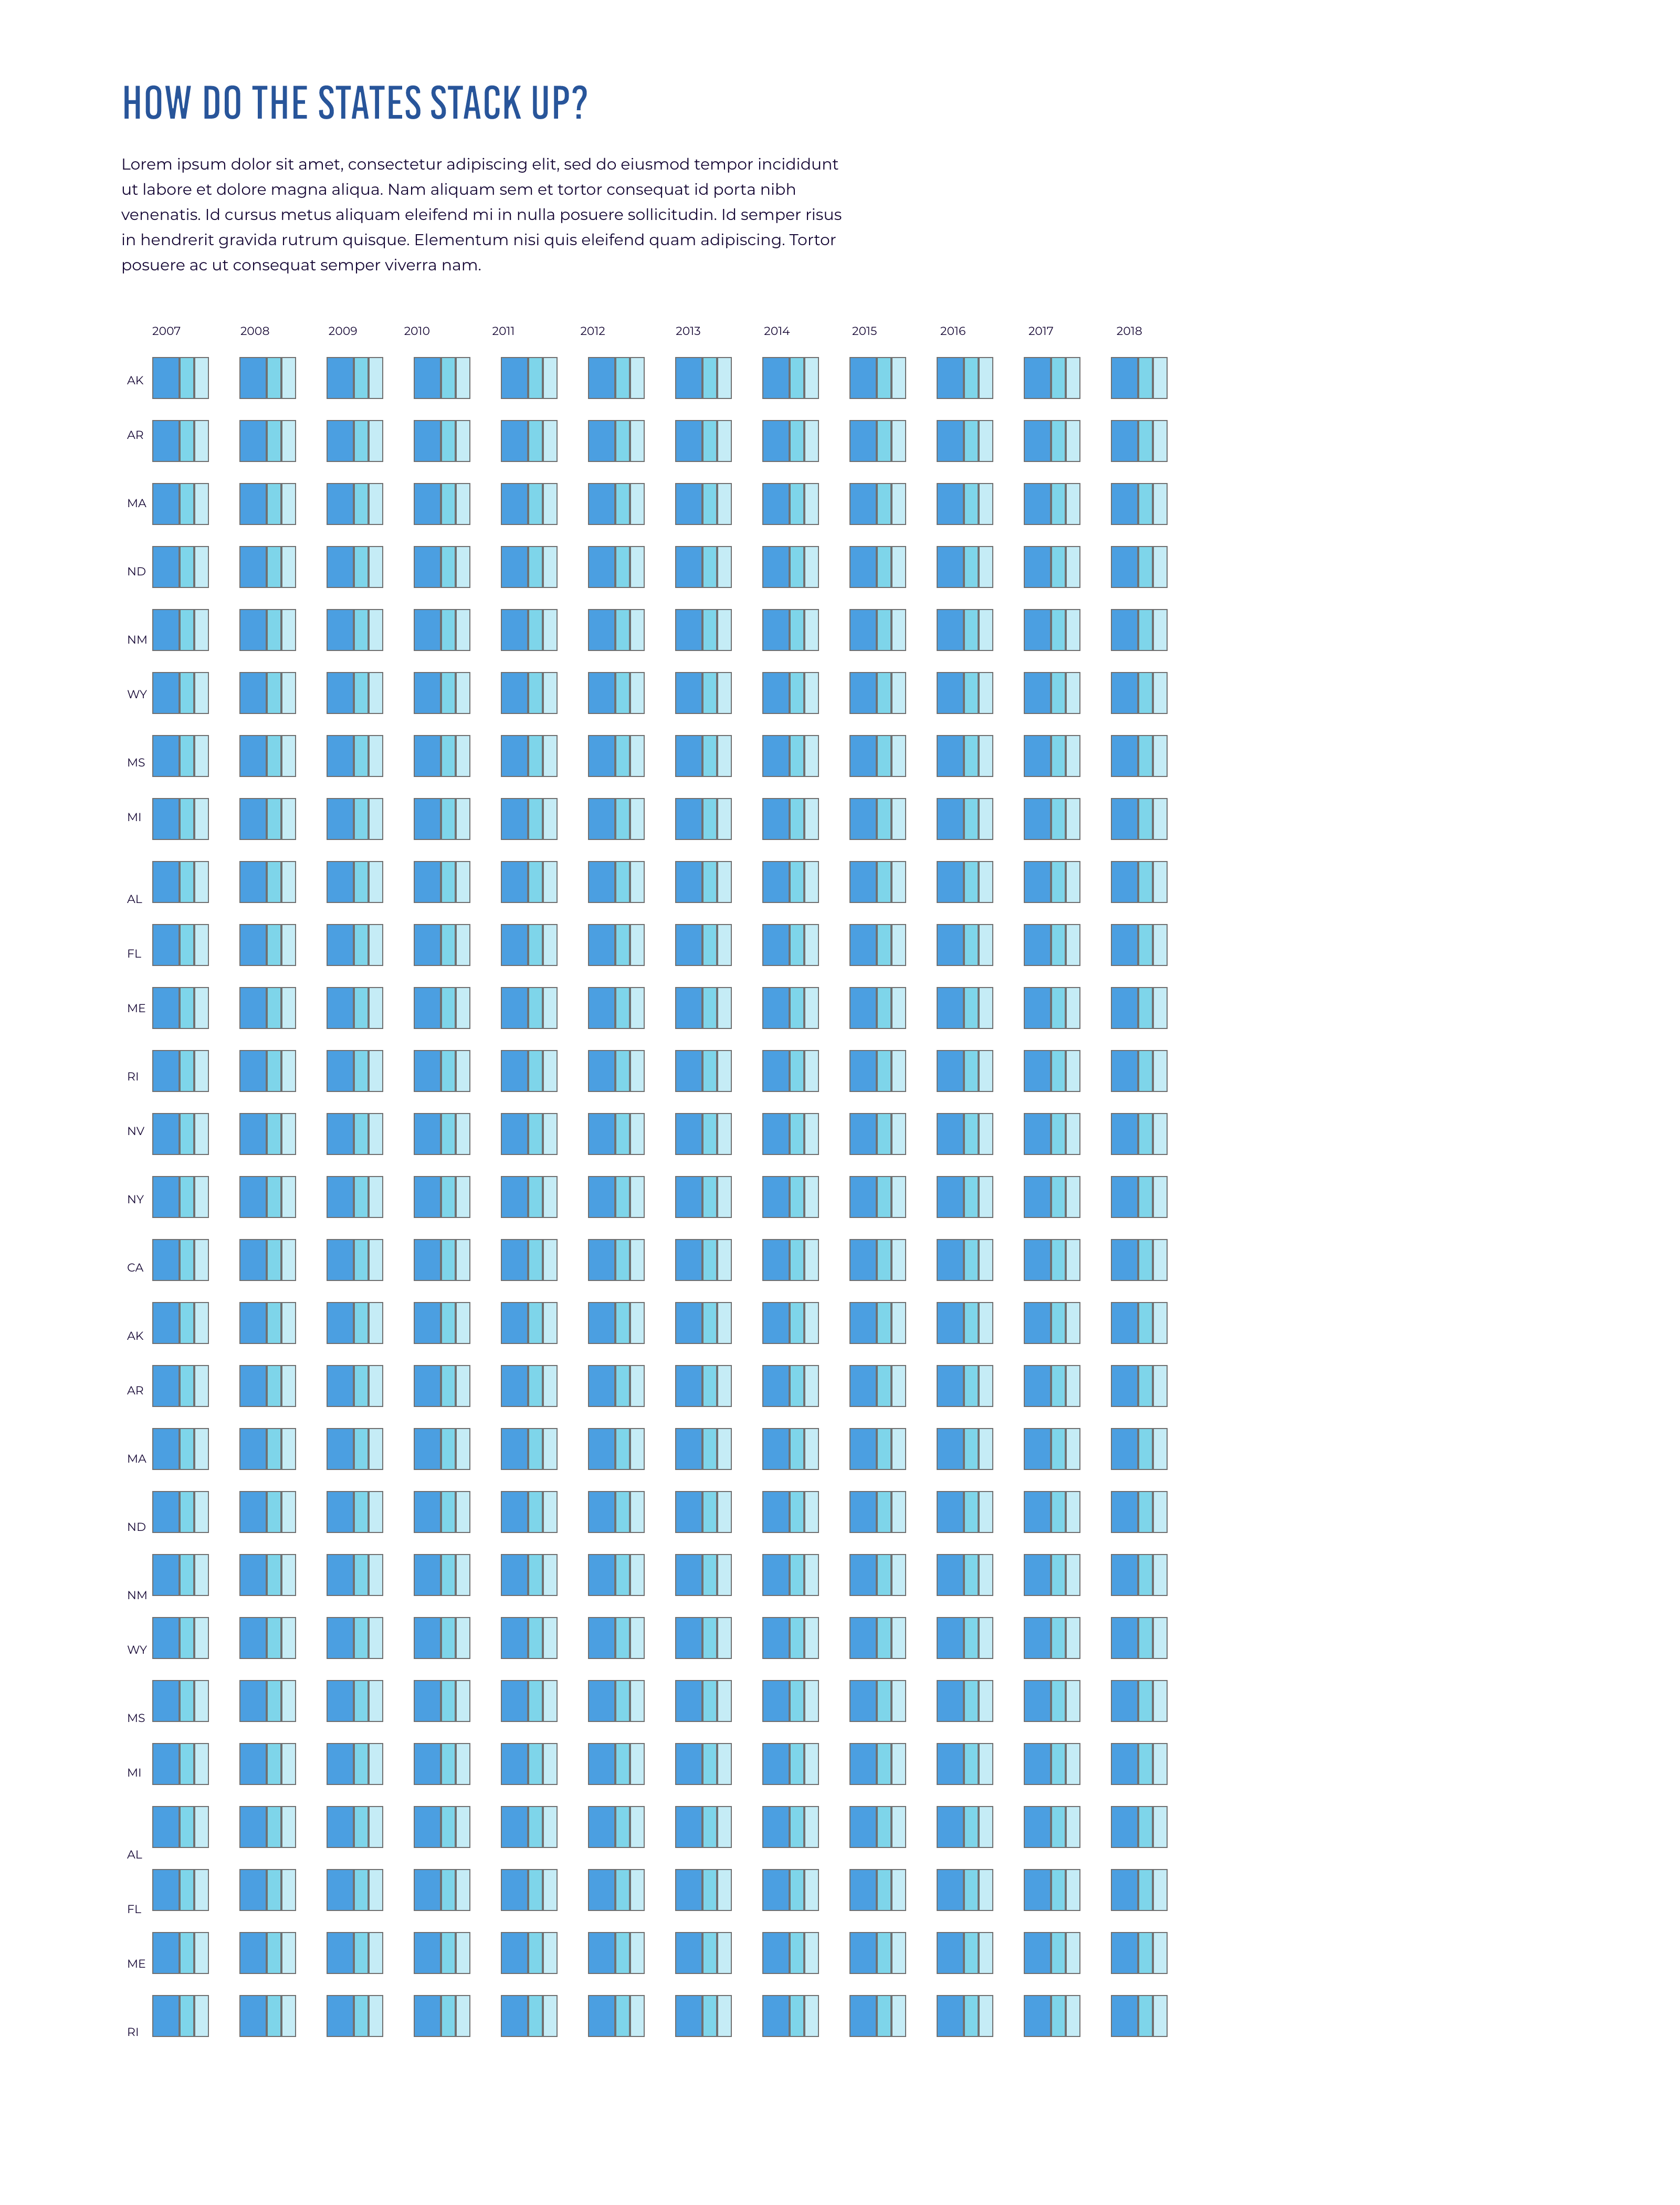 HOW DO THE STATES STACK UP?
Lorem ipsum dolor sit amet, consectetur adipiscing elit, sed do eiusmod tempor incididunt
ut labore et dolore magna aliqua. Nam aliquam sem et tortor consequat id porta nibh
venenatis. Id cursus metus aliquam eleifend mi in nulla posuere sollicitudin. Id semper risus
in hendrerit gravida rutrum quisque. Elementum nisi quis eleifend quam adipiscing. Tortor
posuere ac ut consequat semper viverra nam.
2007 2008 2009 2010 2011 2012 2013 2014 2015 2016 2017 2018
AK
AR
MA
ND
NM
WY
MS
MI
AL
FL
ME
RI
NV
NY
CA
AK
AR
MA
ND
NM
WY
MS
MI
AL
FL
ME
RI